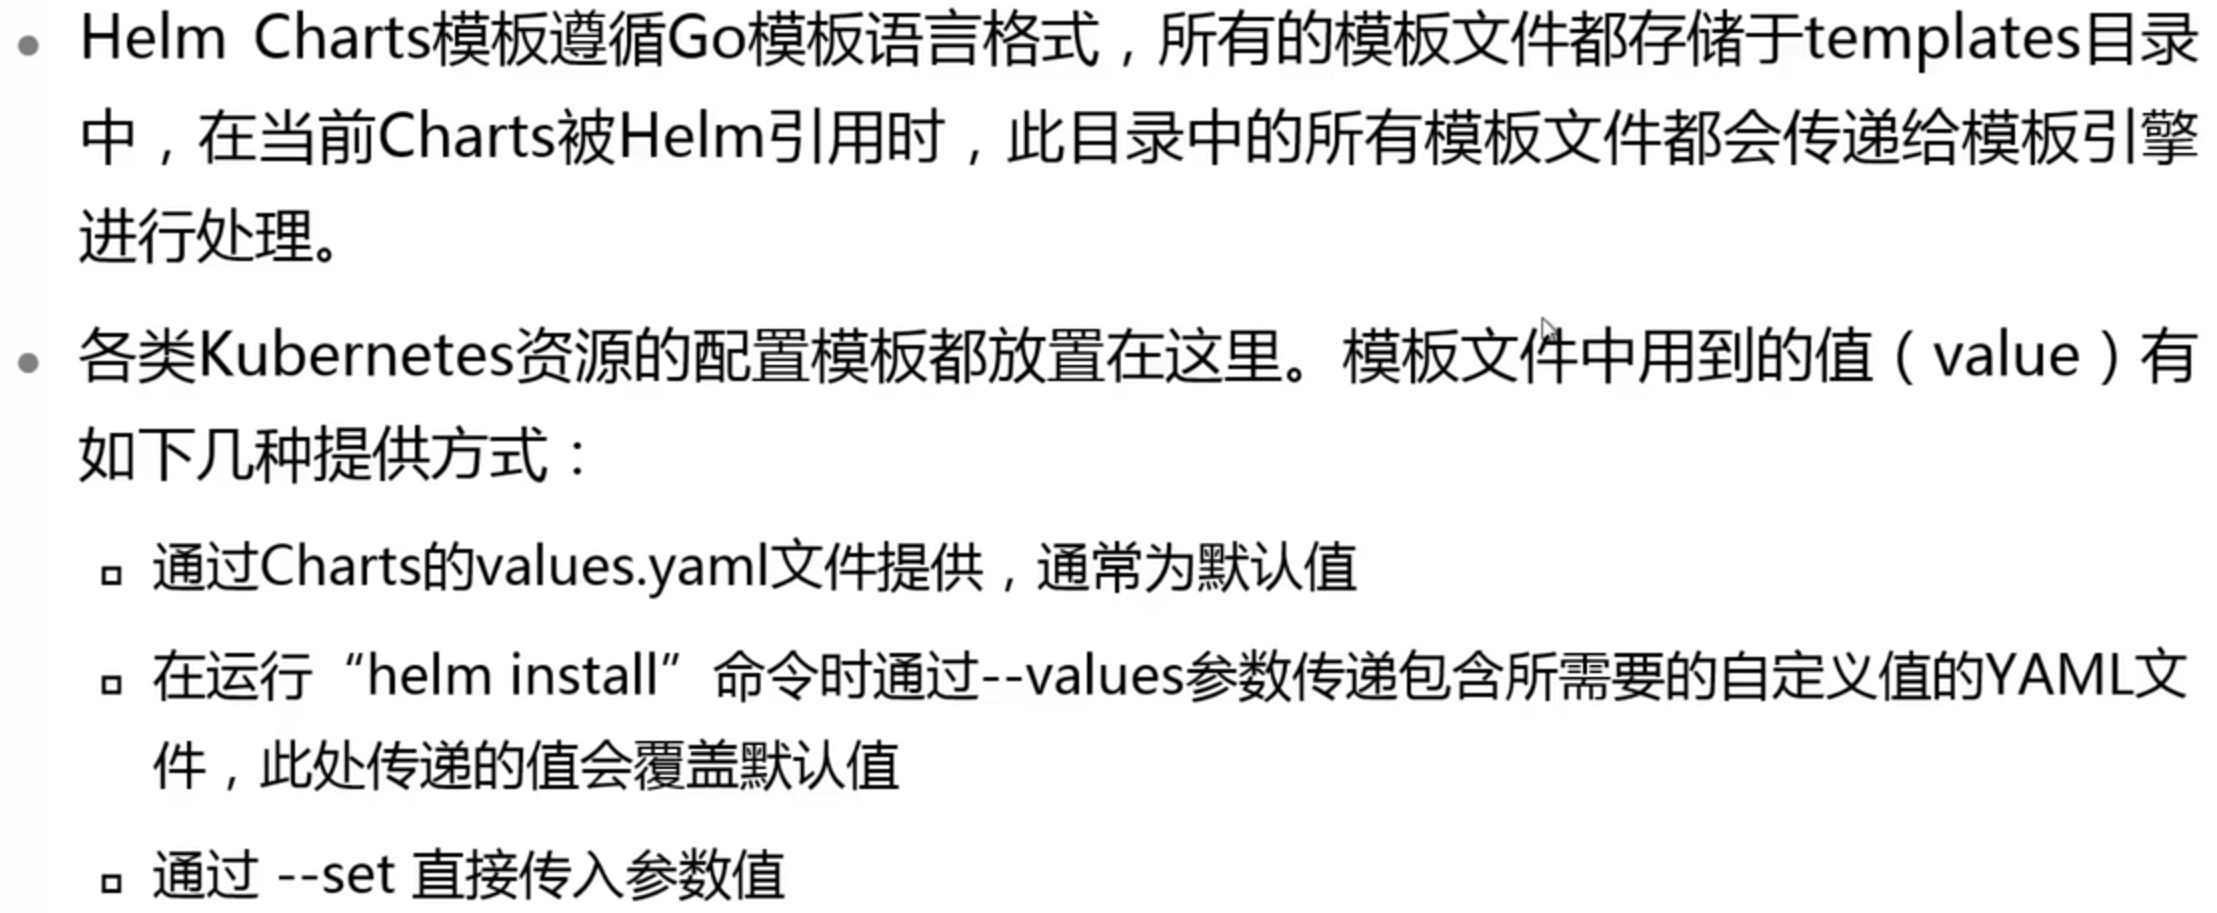 Helm Charts模板遵循Go模板语言格式，所有的模板文件都存储于templates目录
中，在当前Charts被Helm引用时，此目录中的所有模板文件都会传递给模板引擎
进行处理。
各类Kubernetes资源的配置模板都放置在这里。模板文件中用到的值（value）有
如下几种提供方式：
通过Charts的values.yaml文件提供，通常为默认值
在运行“helm install”命令时通过--values参数传递包含所需要的自定义值的YAML文
件，此处传递的值会覆盖默认值
通过 --set 直接传入参数值